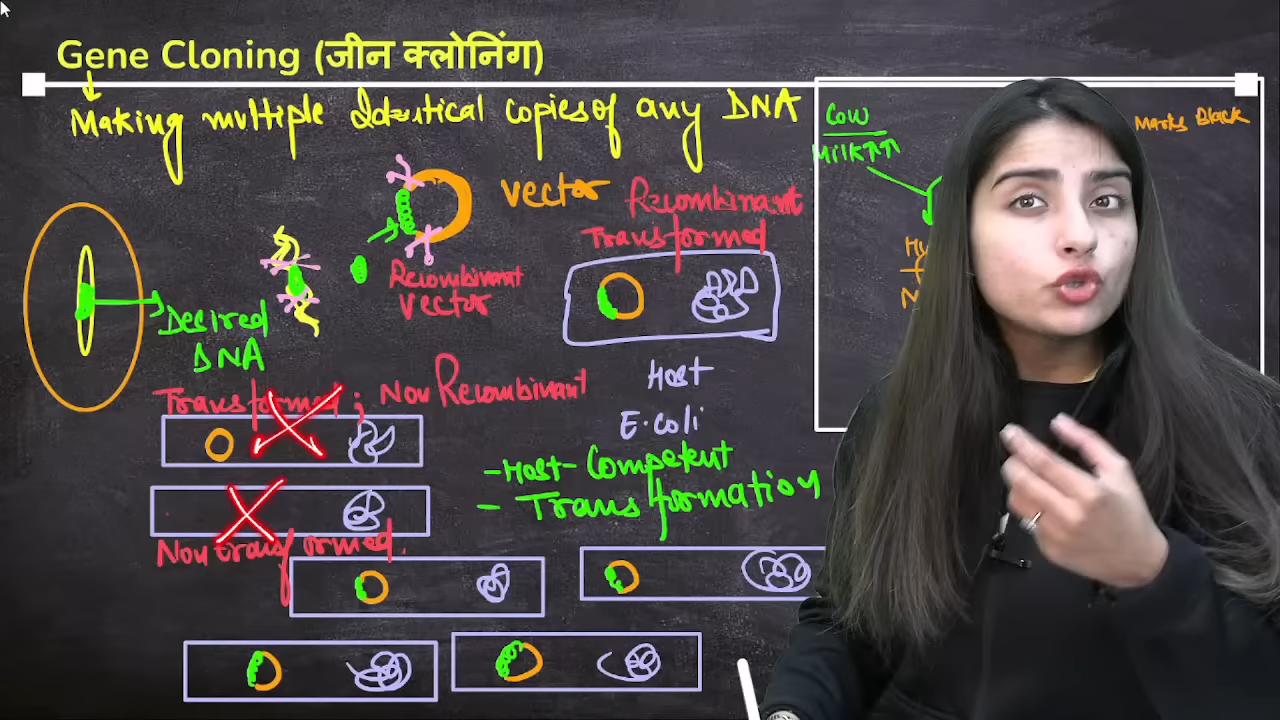 Gene Cloning (जीन क्लोनिंग)
Making multiple Identical copies of any DNA
Cow
Milk↑↑
Marks Black
Vector
Recombinant
Transformed
Recombinant
Vector
Desired
DNA
Host
E.coli
Transformed; Non Recombinant
-Host- Competent
- Transformation
Non transformed.